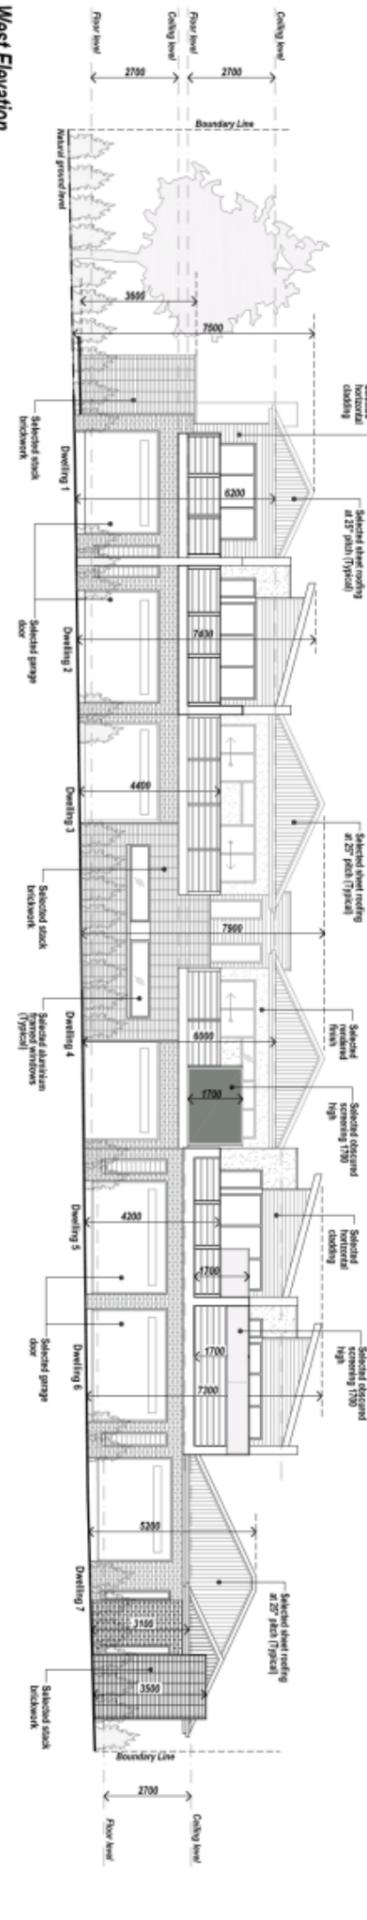 West Elevation
Ceiling level
Floor level
Ceiling level
Floor level
2700
2700
Boundary Line
Natural ground level
3600
7500
horizontal
cladding
Selected sheet roofing
at 25° pitch (Typical)
6200
Selected stack
brickwork
Dwelling 1
Selected garage
door
Dwelling 2
7400
Dwelling 3
4400
Selected sheet roofing
at 25° pitch (Typical)
Selected stack
brickwork
7900
Selected aluminium
framed windows
(Typical)
Selected
rendered
finish
Dwelling 4
Selected obscured
screening 1700
high
1700
Selected
horizontal
cladding
Dwelling 5
4200
1700
Selected garage
door
Selected obscured
screening 1700
high
Dwelling 6
1700
7200
5200
Selected sheet roofing
at 25° pitch (Typical)
Dwelling 7
3100
3500
Selected stack
brickwork
Boundary Line
2700
Ceiling level
Floor level